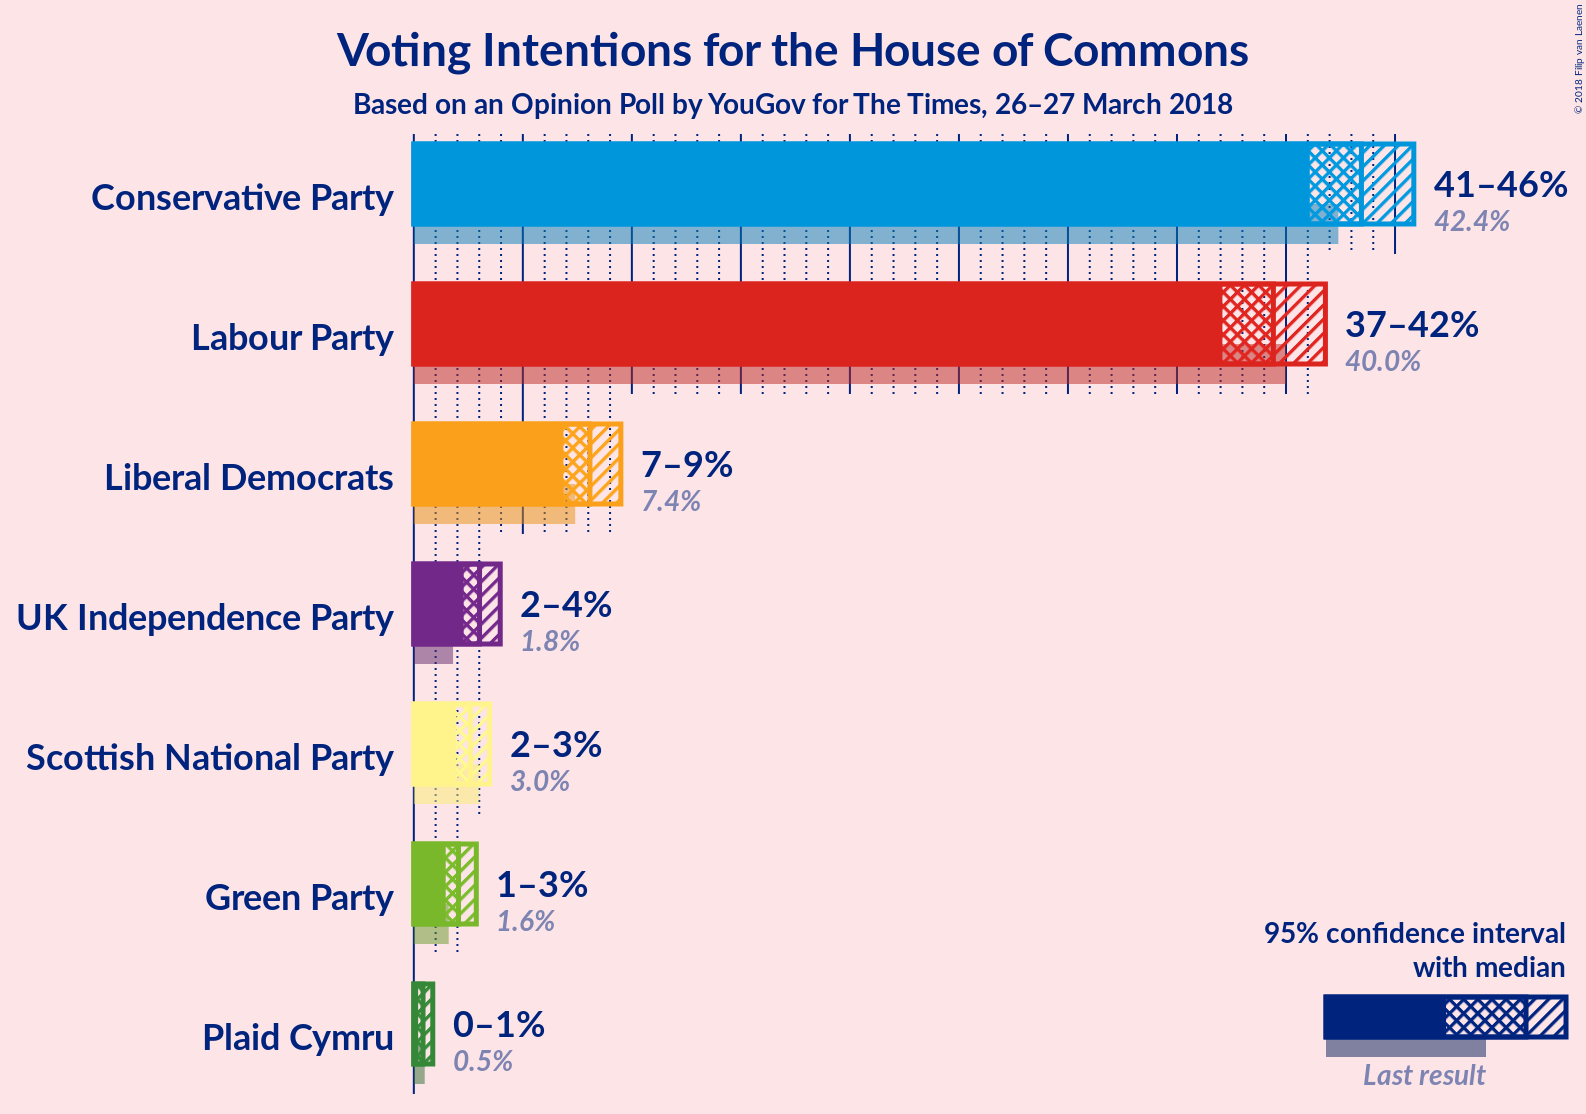 Voting Intentions for the House of Commons
Based on an Opinion Poll by YouGov for The Times, 26–27 March 2018
© 2018 Filip van Laenen
Conservative Party
41–46%
42.4%
Labour Party
37–42%
40.0%
Liberal Democrats
7–9%
7.4%
UK Independence Party
2–4%
1.8%
Scottish National Party
2–3%
3.0%
Green Party
1–3%
1.6%
Plaid Cymru
0–1%
0.5%
95% confidence interval
with median
Last result